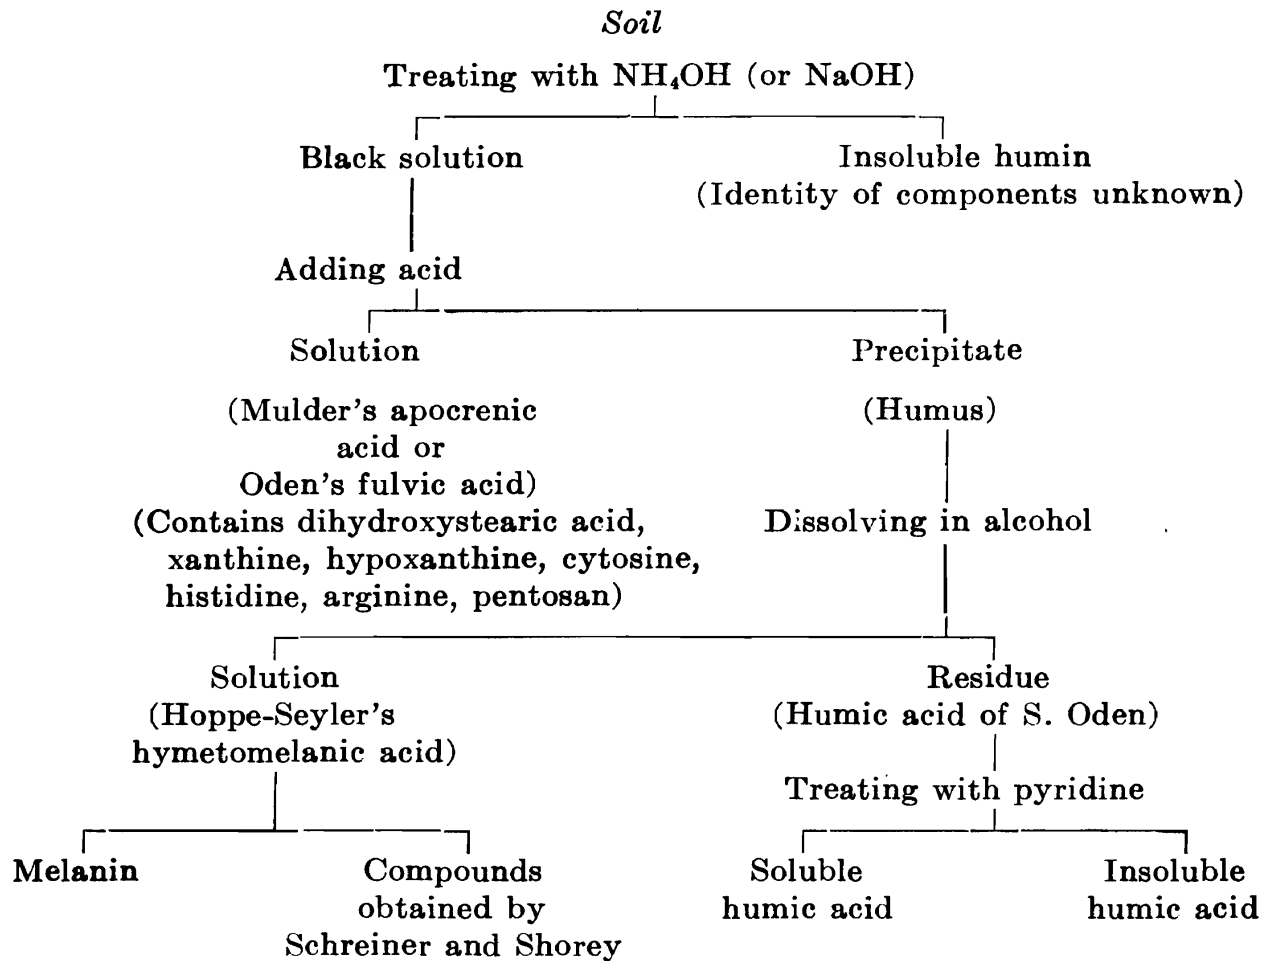 Soil
Treating with NH₄OH (or NaOH)
Black solution
Insoluble humin
(Identity of components unknown)
Adding acid
Solution
Precipitate
(Mulder's apocrenic
acid or
Oden's fulvic acid)
(Contains dihydroxystearic acid,
xanthine, hypoxanthine, cytosine,
histidine, arginine, pentosan)
(Humus)
Dissolving in alcohol
Solution
(Hoppe-Seyler's
hymetomelanic acid)
Residue
(Humic acid of S. Oden)
Treating with pyridine
Melanin
Compounds
obtained by
Schreiner and Shorey
Soluble
humic acid
Insoluble
humic acid